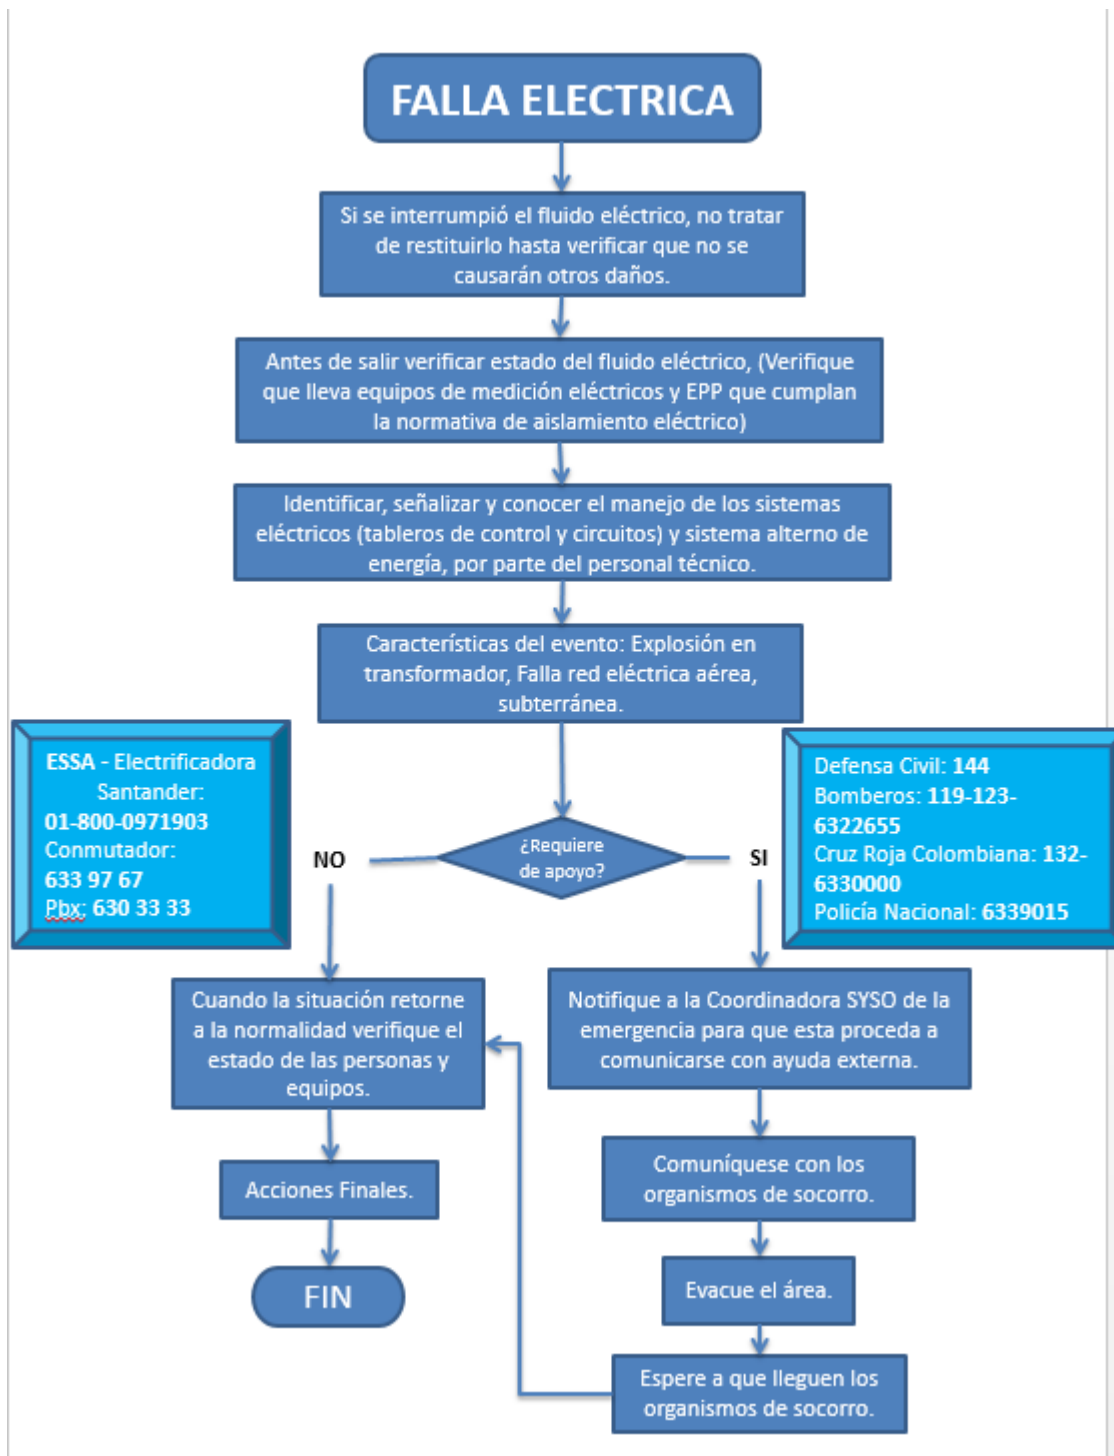 FALLA ELECTRICA
Si se interrumpió el fluido eléctrico, no tratar
de restituirlo hasta verificar que no se
causarán otros daños.
Antes de salir verificar estado del fluido eléctrico, (Verifique
que lleva equipos de medición eléctricos y EPP que cumplan
la normativa de aislamiento eléctrico)
Identificar, señalizar y conocer el manejo de los sistemas
eléctricos (tableros de control y circuitos) y sistema alterno de
energía, por parte del personal técnico.
Características del evento: Explosión en
transformador, Falla red eléctrica aérea,
subterránea.
ESSA - Electrificadora
Santander:
01-800-0971903
Conmutador:
633 97 67
Pbx: 630 33 33
Defensa Civil: 144
Bomberos: 119-123-
6322655
Cruz Roja Colombiana: 132-
6330000
Policía Nacional: 6339015
¿Requiere
de apoyo?
NO
SI
Cuando la situación retorne
a la normalidad verifique el
estado de las personas y
equipos.
Acciones Finales.
FIN
Notifique a la Coordinadora SYSO de la
emergencia para que esta proceda a
comunicarse con ayuda externa.
Comuníquese con los
organismos de socorro.
Evacue el área.
Espere a que lleguen los
organismos de socorro.